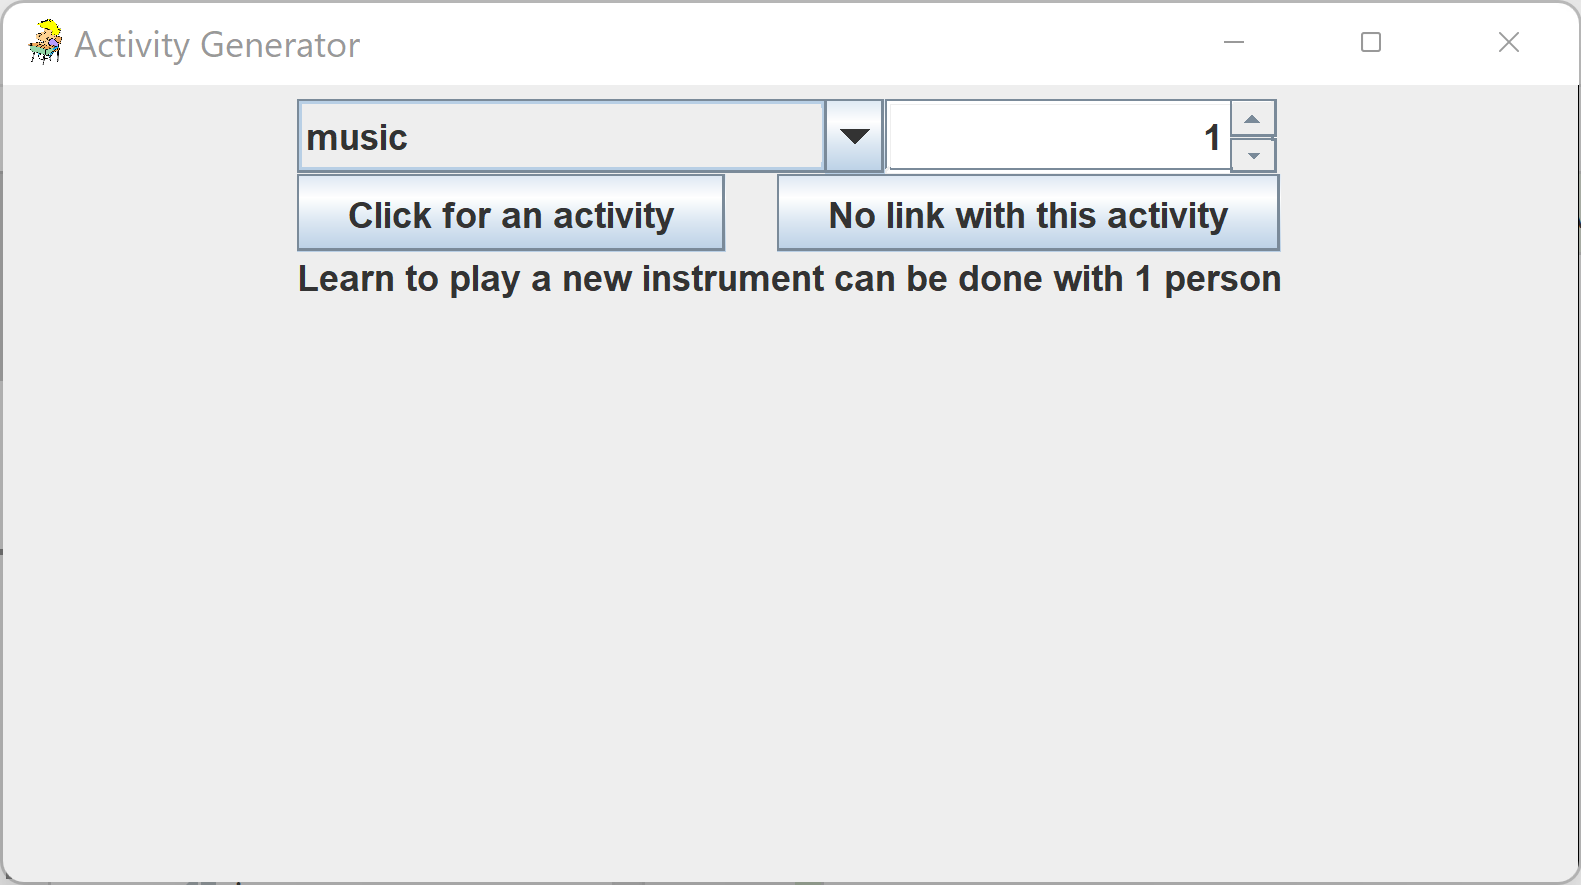 Activity Generator
music 1
Click for an activity No link with this activity
Learn to play a new instrument can be done with 1 person